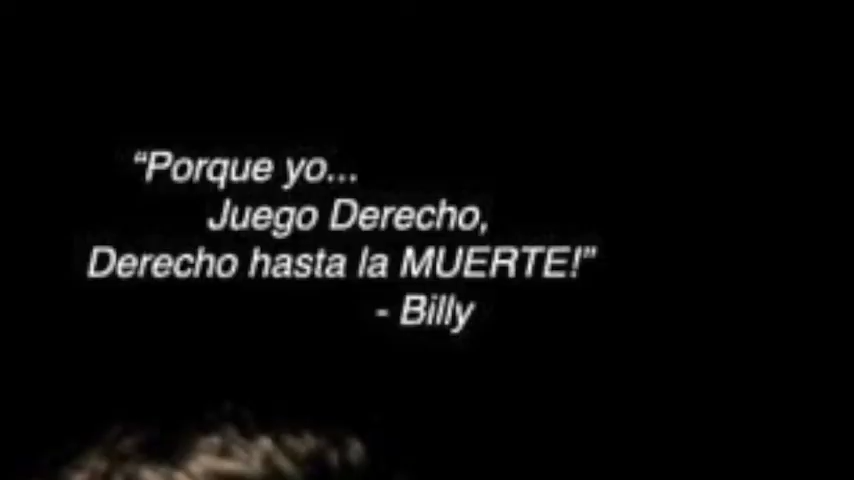 “Porque yo...
Juego Derecho,
Derecho hasta la MUERTE!”
- Billy